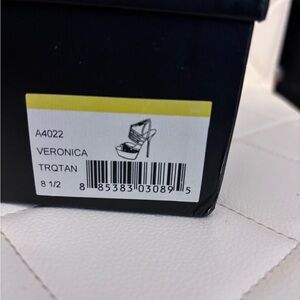 A4022
VERONICA
TRQTAN
8 1/2
8 85383 03089 5